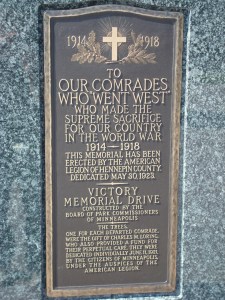 1914 1918
TO
OUR COMRADES
WHO "WENT WEST"
WHO MADE THE
SUPREME SACRIFICE
FOR OUR COUNTRY
IN THE WORLD WAR
1914—1918
THIS MEMORIAL HAS BEEN
ERECTED BY THE AMERICAN
LEGION OF HENNEPIN COUNTY.
DEDICATED MAY 30, 1923.
VICTORY
MEMORIAL DRIVE
CONSTRUCTED BY THE
BOARD OF PARK COMMISSIONERS
OF MINNEAPOLIS
THE TREES,
ONE FOR EACH DEPARTED COMRADE,
WERE THE GIFT OF CHARLES M. LORING,
WHO ALSO PROVIDED A FUND FOR
THEIR PERPETUAL CARE. THEY WERE
DEDICATED INDIVIDUALLY JUNE 11, 1921,
BY THE CITIZENS OF MINNEAPOLIS,
UNDER THE AUSPICES OF THE
AMERICAN LEGION.